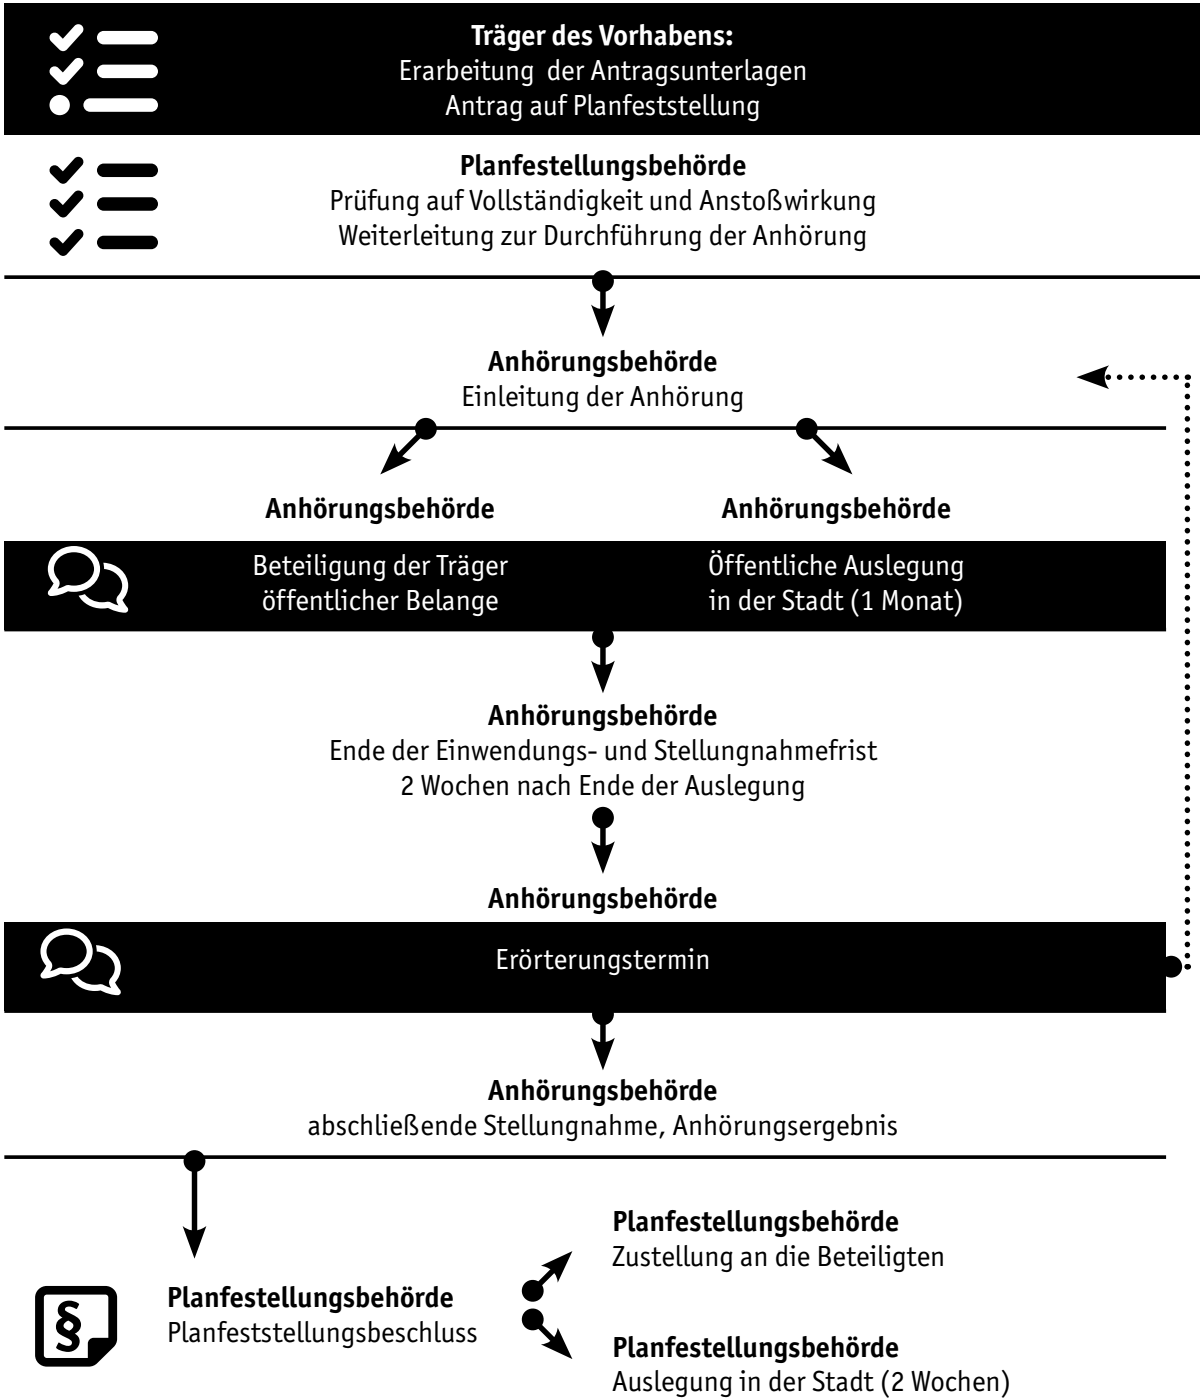 Träger des Vorhabens:
Erarbeitung der Antragsunterlagen
Antrag auf Planfeststellung
Planfestellungsbehörde
Prüfung auf Vollständigkeit und Anstoßwirkung
Weiterleitung zur Durchführung der Anhörung
Anhörungsbehörde
Einleitung der Anhörung
Anhörungsbehörde
Beteiligung der Träger
öffentlicher Belange
Anhörungsbehörde
Öffentliche Auslegung
in der Stadt (1 Monat)
Anhörungsbehörde
Ende der Einwendungs- und Stellungnahmefrist
2 Wochen nach Ende der Auslegung
Anhörungsbehörde
Erörterungstermin
Anhörungsbehörde
abschließende Stellungnahme, Anhörungsergebnis
§
Planfestellungsbehörde
Planfeststellungsbeschluss
Planfestellungsbehörde
Zustellung an die Beteiligten
Planfestellungsbehörde
Auslegung in der Stadt (2 Wochen)